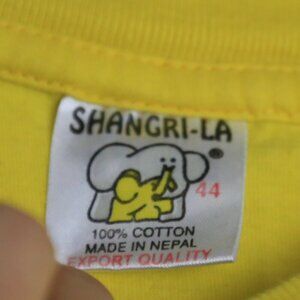 SHANGRI-LA
®
44
100% COTTON
MADE IN NEPAL
EXPORT QUALITY